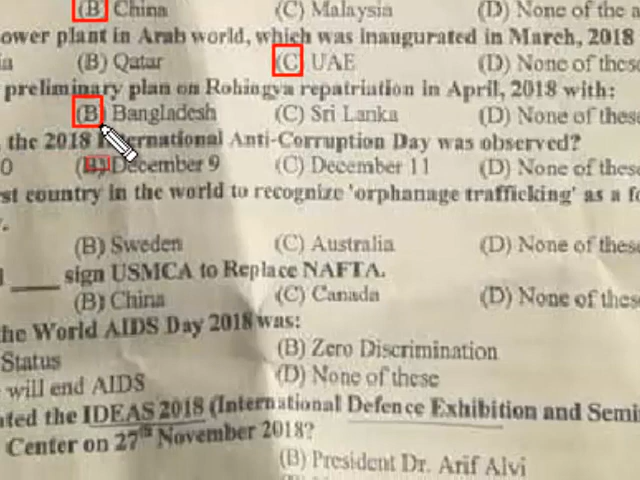 (B) China (C) Malaysia (D) None of the
ower plant in Arab world, which was inaugurated in March, 2018
(B) Qatar (C) UAE (D) None of these
preliminary plan on Rohingya repatriation in April, 2018 with:
(B) Bangladesh (C) Sri Lanka (D) None of these
the 2018 International Anti-Corruption Day was observed?
0 December 9 (C) December 11 (D) None of these
st country in the world to recognize 'orphanage trafficking' as a
(B) Sweden (C) Australia (D) None of these
____ sign USMCA to Replace NAFTA.
(B) China (C) Canada (D) None of these
the World AIDS Day 2018 was:
Status (B) Zero Discrimination
will end AIDS (D) None of these
ated the IDEAS 2018 (International Defence Exhibition and Semi
Center on 27th November 2018?
(B) President Dr. Arif Alvi